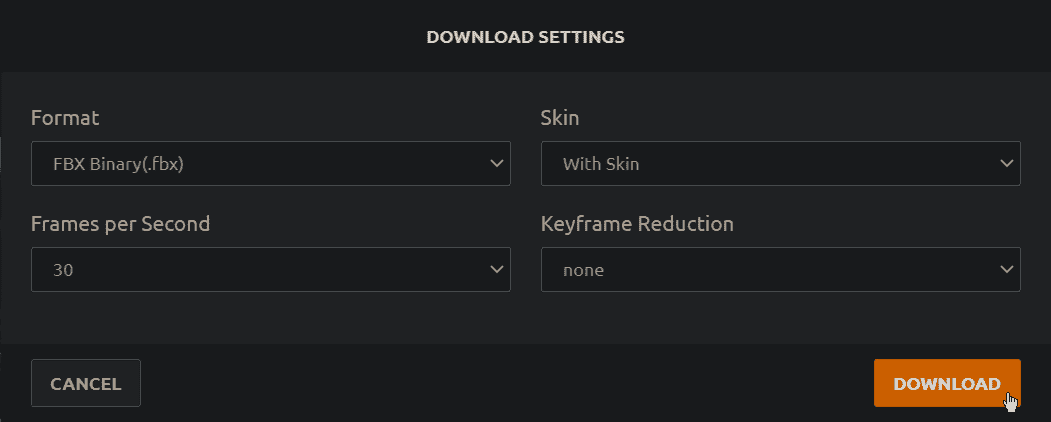 DOWNLOAD SETTINGS
Format
Skin
FBX Binary(.fbx)
With Skin
Frames per Second
Keyframe Reduction
30
none
CANCEL
DOWNLOAD